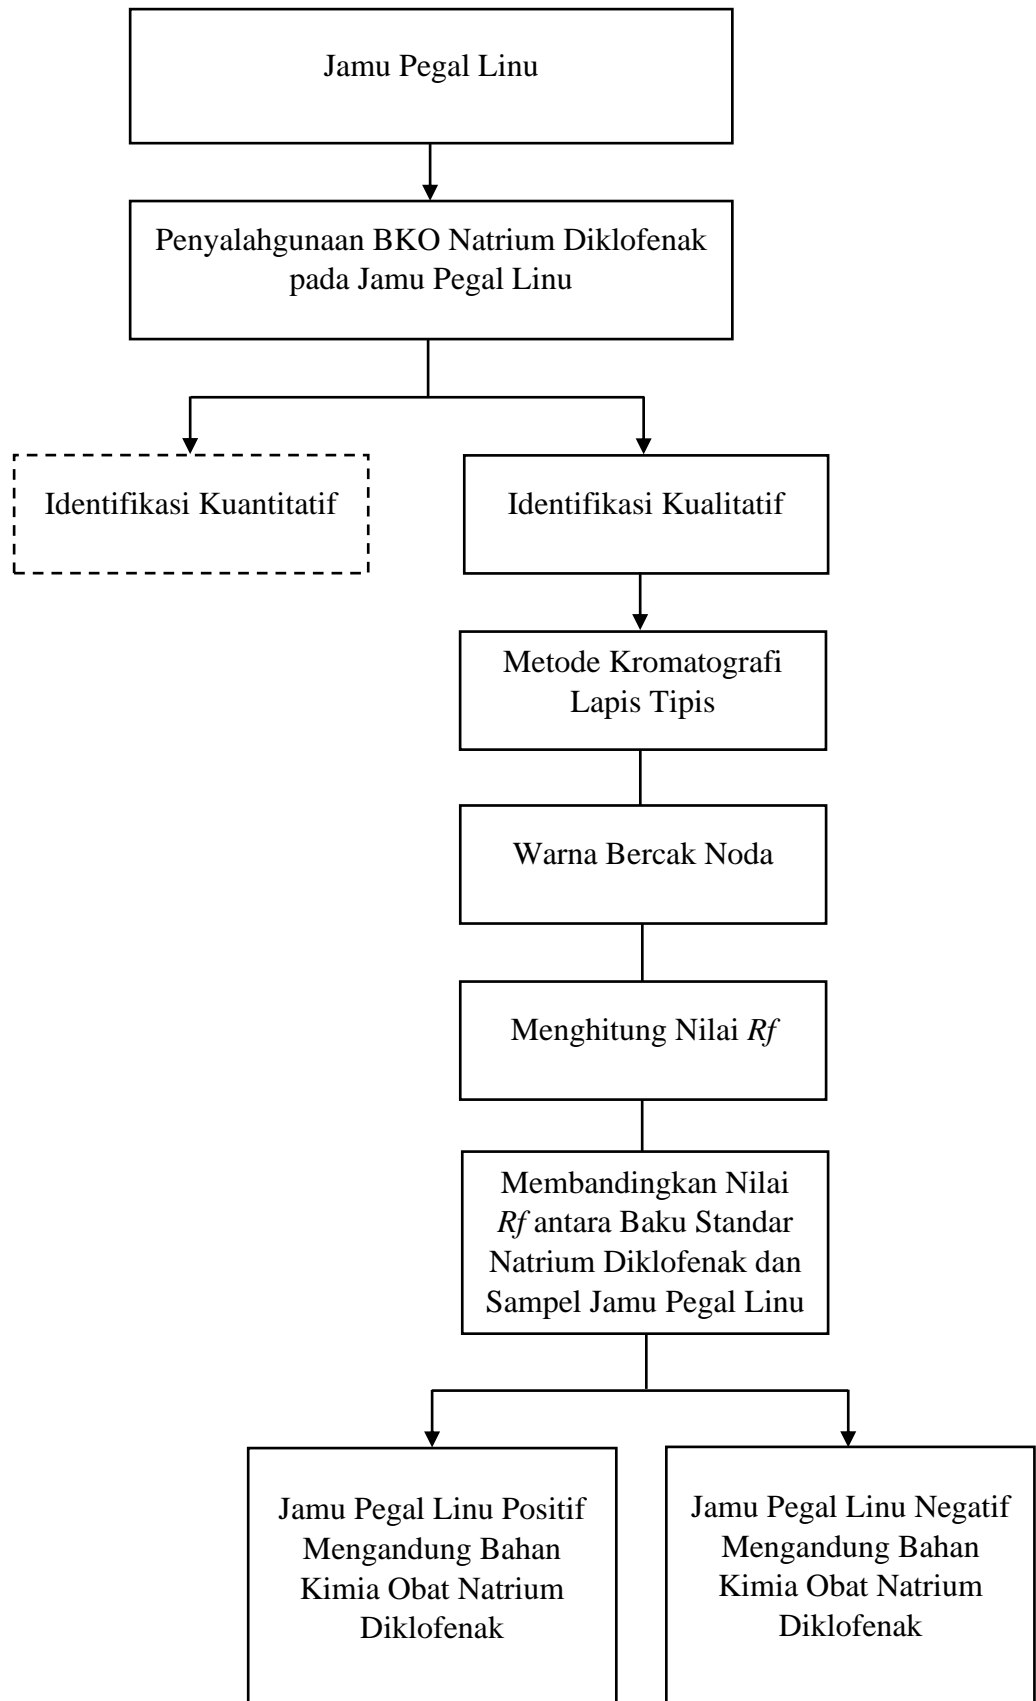 Jamu Pegal Linu
Penyalahgunaan BKO Natrium Diklofenak
pada Jamu Pegal Linu
Identifikasi Kuantitatif
Identifikasi Kualitatif
Metode Kromatografi
Lapis Tipis
Warna Bercak Noda
Menghitung Nilai Rf
Membandingkan Nilai
Rf antara Baku Standar
Natrium Diklofenak dan
Sampel Jamu Pegal Linu
Jamu Pegal Linu Positif
Mengandung Bahan
Kimia Obat Natrium
Diklofenak
Jamu Pegal Linu Negatif
Mengandung Bahan
Kimia Obat Natrium
Diklofenak